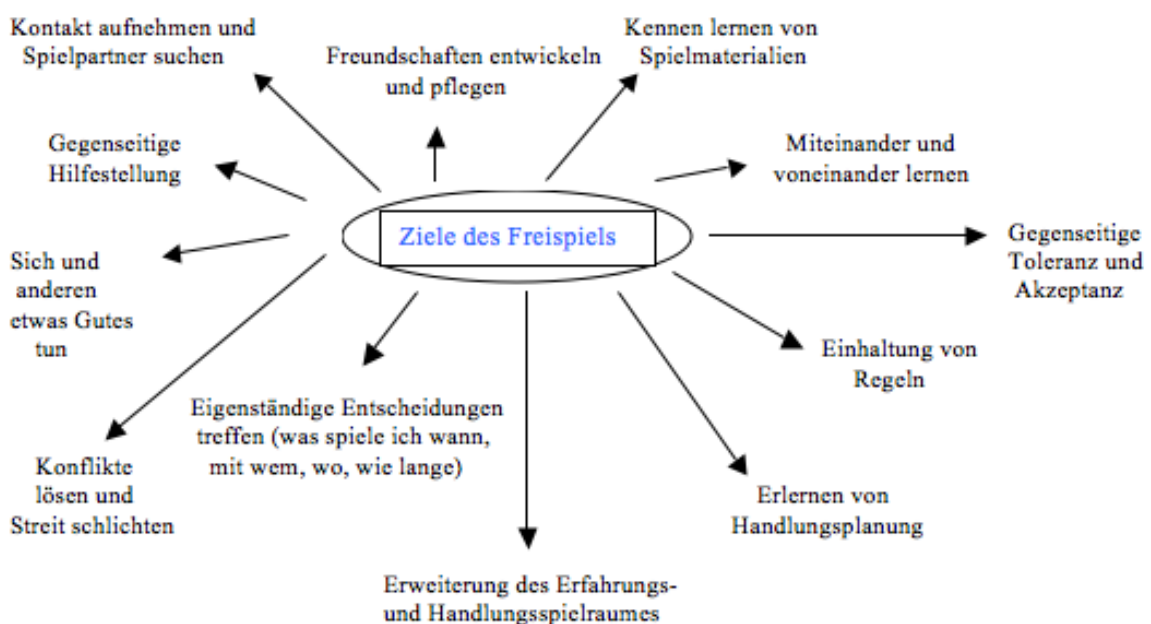 Kontakt aufnehmen und
Spielpartner suchen
Freundschaften entwickeln
und pflegen
Kennen lernen von
Spielmaterialien
Gegenseitige
Hilfestellung
Miteinander und
voneinander lernen
Ziele des Freispiels
Sich und
anderen
etwas Gutes
tun
Gegenseitige
Toleranz und
Akzeptanz
Einhaltung von
Regeln
Eigenständige Entscheidungen
treffen (was spiele ich wann,
mit wem, wo, wie lange)
Konflikte
lösen und
Streit schlichten
Erlernen von
Handlungsplanung
Erweiterung des Erfahrungs-
und Handlungsspielraumes